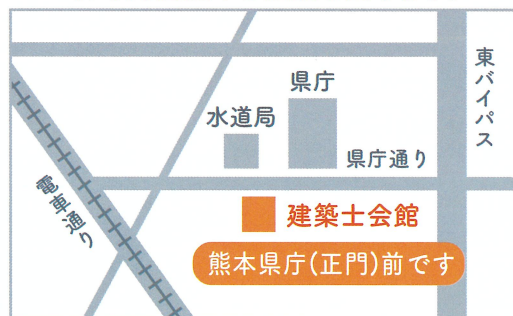 県庁
東バイパス
水道局
県庁通り
電車通り
建築士会館
熊本県庁(正門)前です